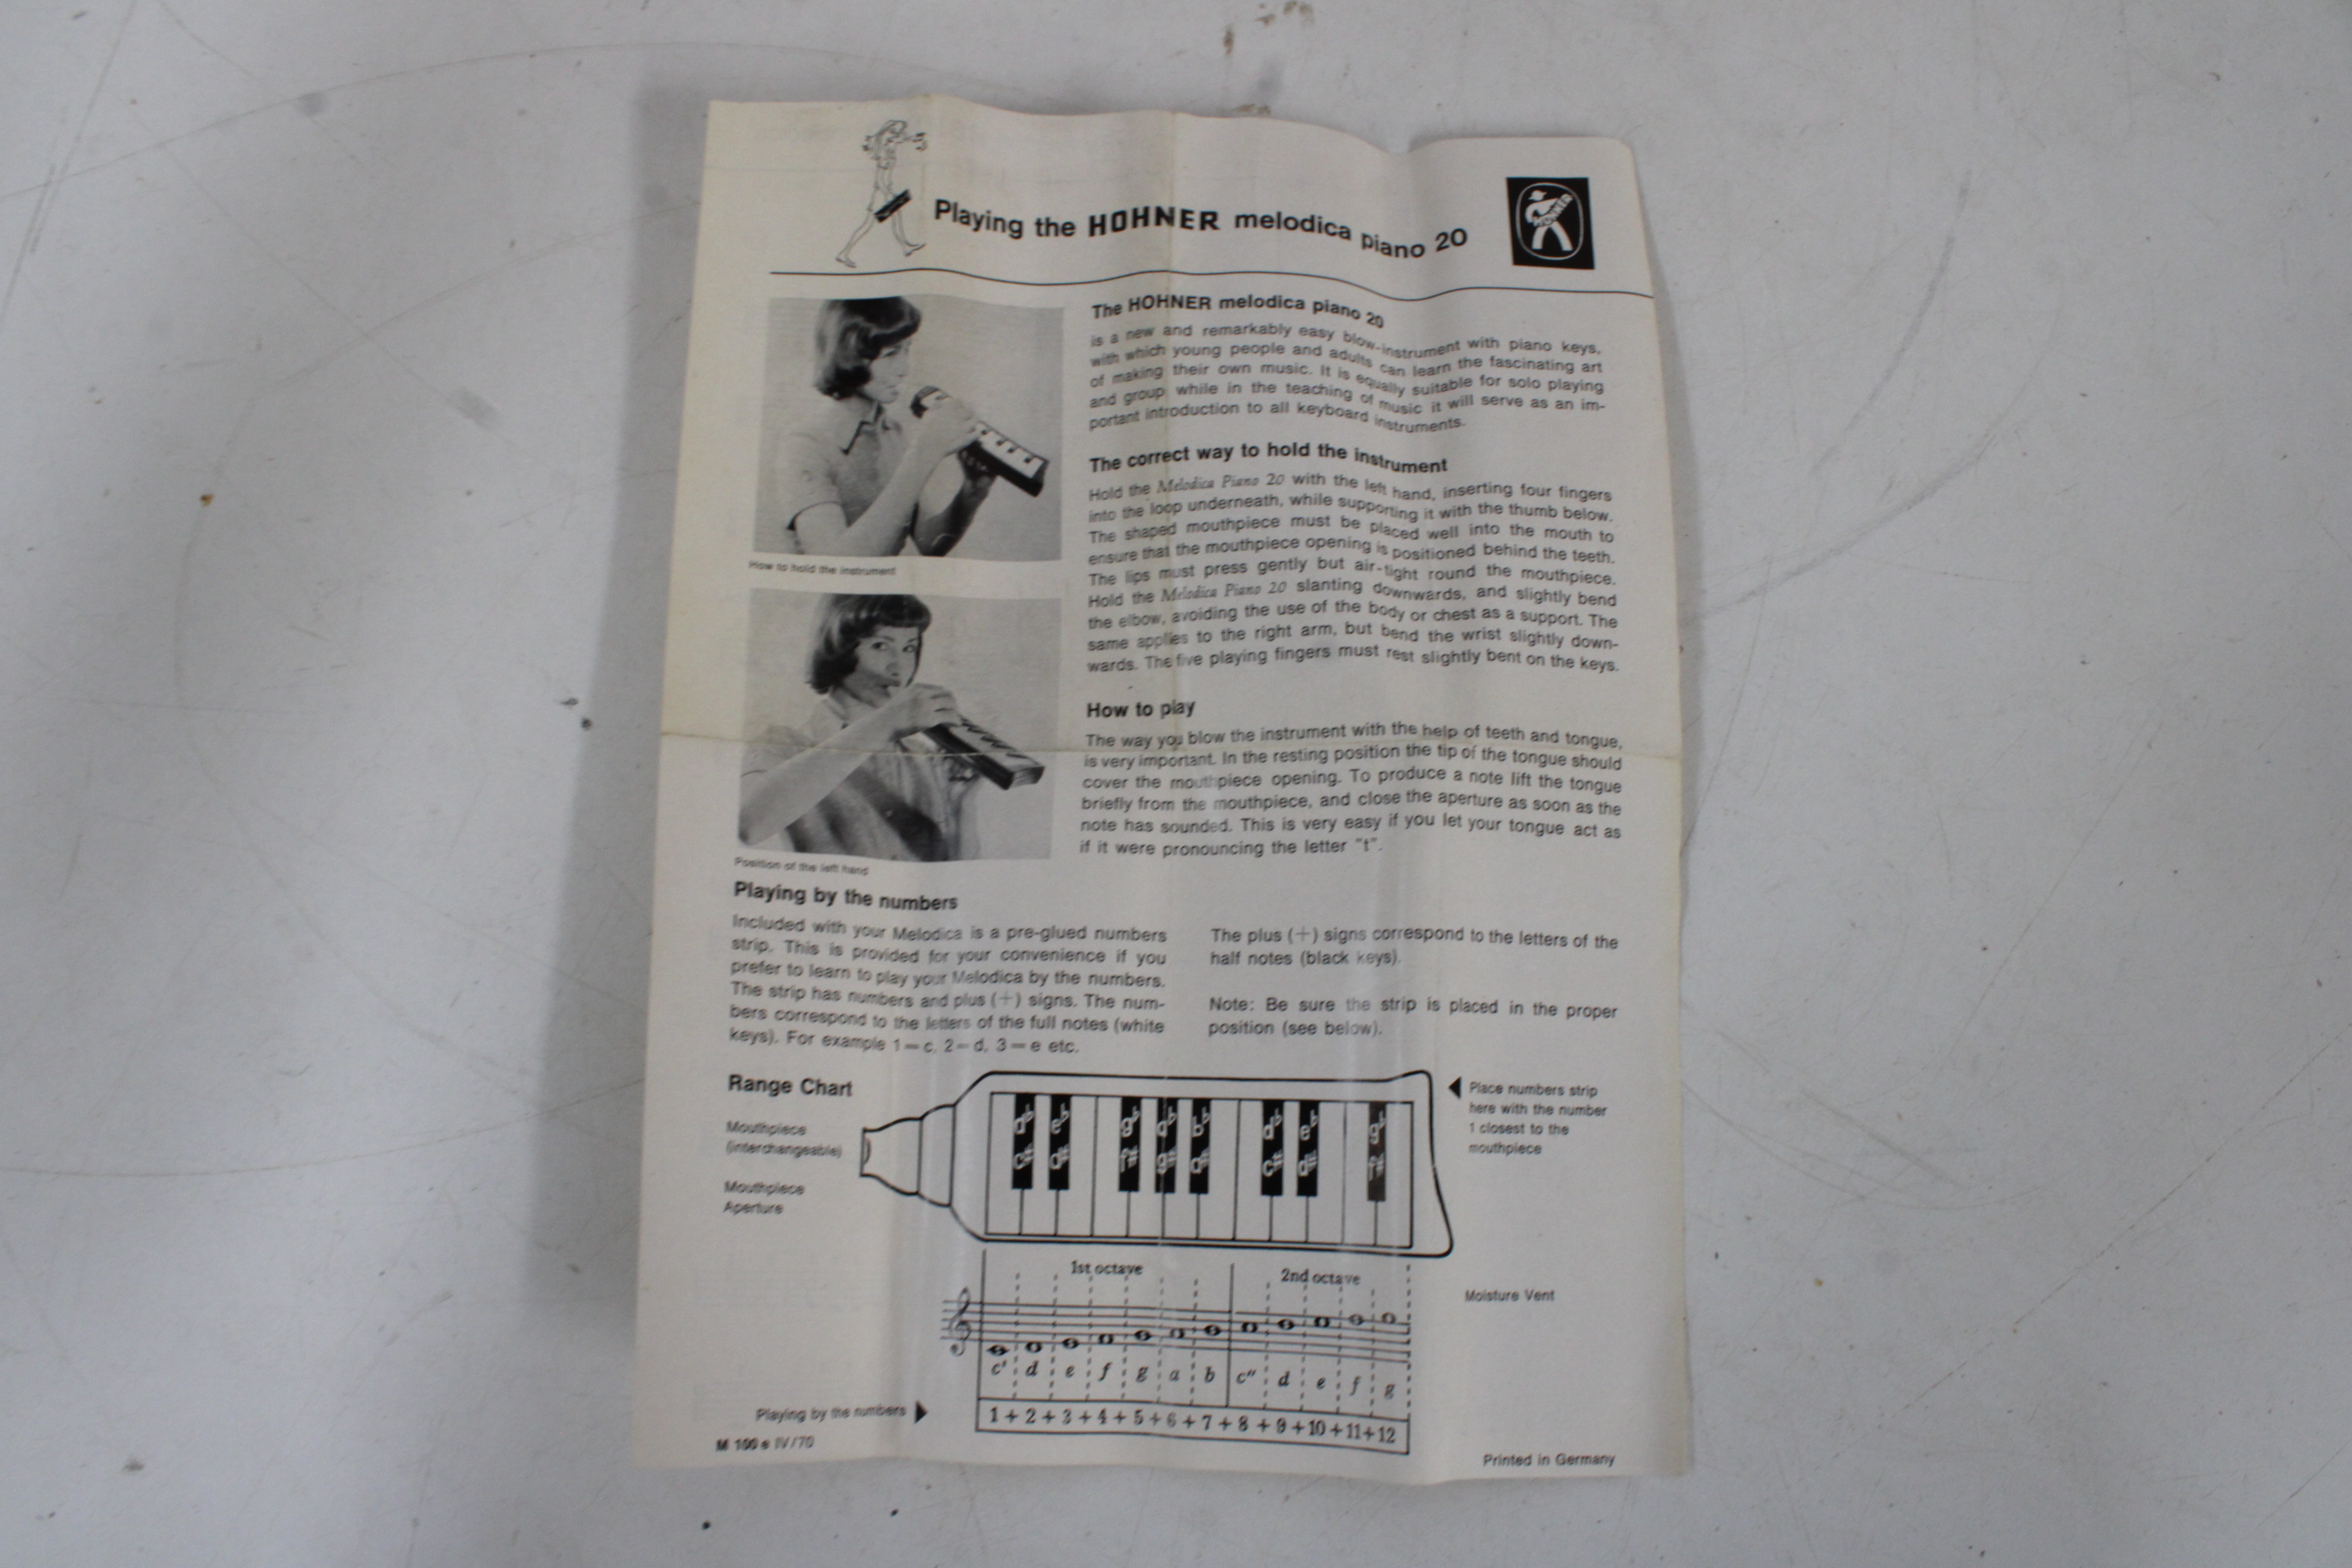 Playing the HOHNER melodica piano 20
HOHNER
The HOHNER melodica piano 20
is a new and remarkably easy blow-instrument with piano keys,
with which young people and adults can learn the fascinating art
of making their own music. It is equally suitable for solo playing
and group while in the teaching of music it will serve as an im-
portant introduction to all keyboard instruments.
The correct way to hold the instrument
Hold the Melodica Piano 20 with the left hand, inserting four fingers
into the loop underneath, while supporting it with the thumb below.
The shaped mouthpiece must be placed well into the mouth to
ensure that the mouthpiece opening is positioned behind the teeth.
The lips must press gently but air-tight round the mouthpiece.
Hold the Melodica Piano 20 slanting downwards, and slightly bend
the elbow, avoiding the use of the body or chest as a support. The
same applies to the right arm, but bend the wrist slightly down-
wards. The five playing fingers must rest slightly bent on the keys.
How to hold the instrument
How to play
The way you blow the instrument with the help of teeth and tongue,
is very important. In the resting position the tip of the tongue should
cover the mouthpiece opening. To produce a note lift the tongue
briefly from the mouthpiece, and close the aperture as soon as the
note has sounded. This is very easy if you let your tongue act as
if it were pronouncing the letter "t".
Position of the left hand
Playing by the numbers
Included with your Melodica is a pre-glued numbers
strip. This is provided for your convenience if you
prefer to learn to play your Melodica by the numbers.
The strip has numbers and plus (+) signs. The num-
bers correspond to the letters of the full notes (white
keys). For example 1 = c, 2 = d, 3 = e etc.
The plus (+) signs correspond to the letters of the
half notes (black keys).
Note: Be sure the strip is placed in the proper
position (see below).
Range Chart
Mouthpiece
(interchangeable)
Mouthpiece
Aperture
d♭ e♭ g♭ a♭ b♭ d♭ e♭ g♭
c# d# f# g# a# c# d# f#
Place numbers strip
here with the number
1 closest to the
mouthpiece
1st octave 2nd octave
Moisture Vent
c' d e f g a b c'' d e f g
Playing by the numbers
1 + 2 + 3 + 4 + 5 + 6 + 7 + 8 + 9 + 10 + 11 + 12
M 100 e IV/70
Printed in Germany